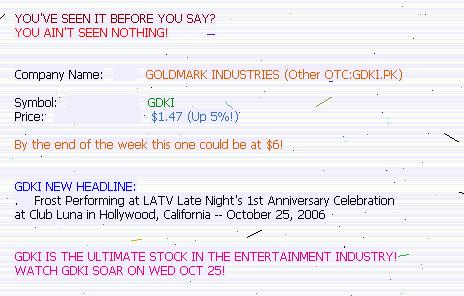 YOU'VE SEEN IT BEFORE YOU SAY?
YOU AIN'T SEEN NOTHING!
Company Name: GOLDMARK INDUSTRIES (Other OTC:GDKI.PK)
Symbol: GDKI
Price: $1.47 (Up 5%!)
By the end of the week this one could be at $6!
GDKI NEW HEADLINE:
. Frost Performing at LATV Late Night's 1st Anniversary Celebration
at Club Luna in Hollywood, California -- October 25, 2006
GDKI IS THE ULTIMATE STOCK IN THE ENTERTAINMENT INDUSTRY!
WATCH GDKI SOAR ON WED OCT 25!